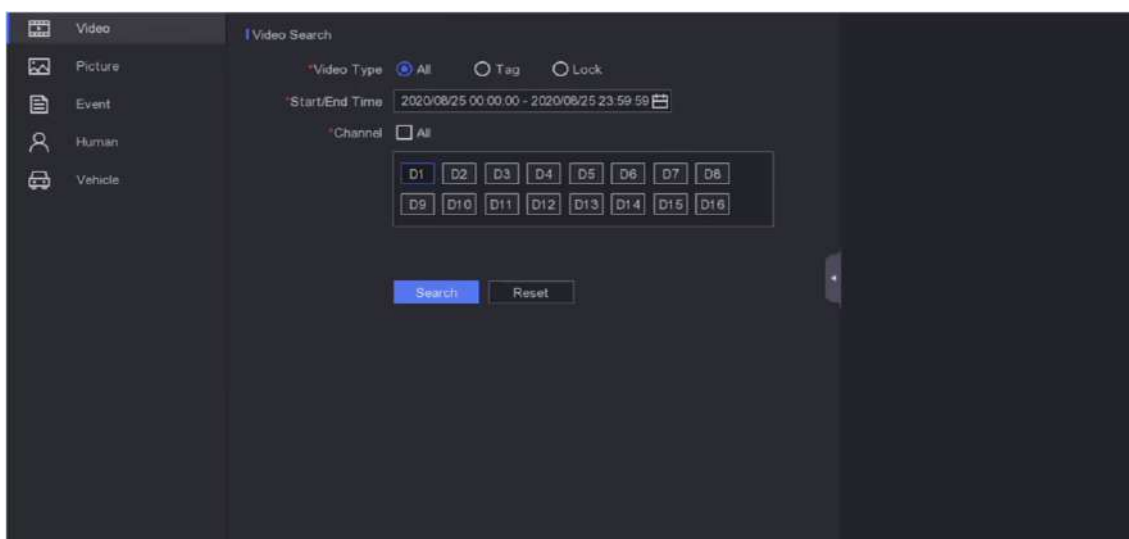 Video
Picture
Event
Human
Vehicle
Video Search
*Video Type All Tag Lock
*Start/End Time 2020/08/25 00:00:00 - 2020/08/25 23:59:59
*Channel All
D1 D2 D3 D4 D5 D6 D7 D8
D9 D10 D11 D12 D13 D14 D15 D16
Search Reset